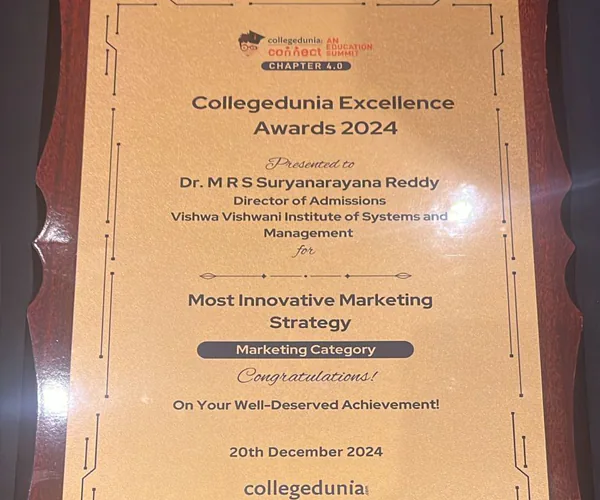 collegedunia
connect
AN
EDUCATION
SUMMIT
CHAPTER 4.0
Collegedunia Excellence
Awards 2024
Presented to
Dr. M R S Suryanarayana Reddy
Director of Admissions
Vishwa Vishwani Institute of Systems and
Management
for
Most Innovative Marketing
Strategy
Marketing Category
Congratulations!
On Your Well-Deserved Achievement!
20th December 2024
collegedunia